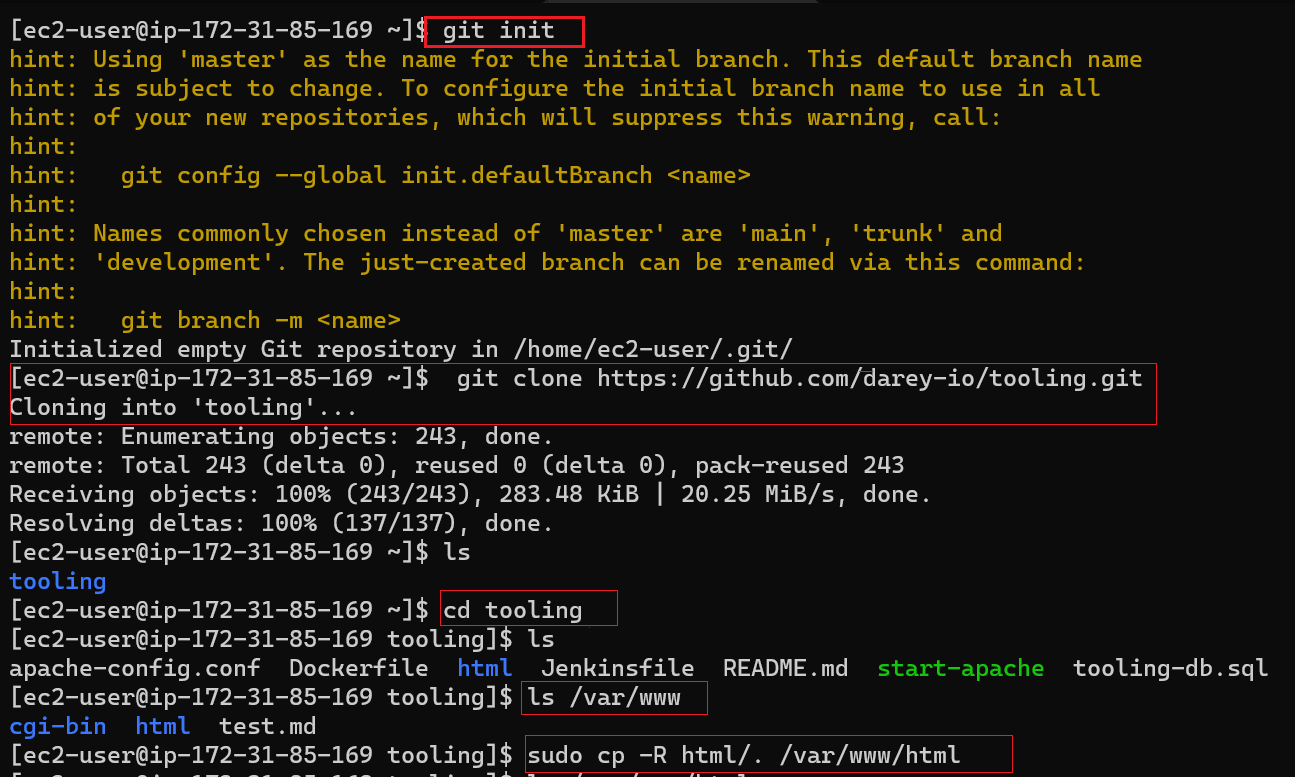 [ec2-user@ip-172-31-85-169 ~]$ git init
hint: Using 'master' as the name for the initial branch. This default branch name
hint: is subject to change. To configure the initial branch name to use in all
hint: of your new repositories, which will suppress this warning, call:
hint:
hint:   git config --global init.defaultBranch <name>
hint:
hint: Names commonly chosen instead of 'master' are 'main', 'trunk' and
hint: 'development'. The just-created branch can be renamed via this command:
hint:
hint:   git branch -m <name>
Initialized empty Git repository in /home/ec2-user/.git/
[ec2-user@ip-172-31-85-169 ~]$  git clone https://github.com/darey-io/tooling.git
Cloning into 'tooling'...
remote: Enumerating objects: 243, done.
remote: Total 243 (delta 0), reused 0 (delta 0), pack-reused 243
Receiving objects: 100% (243/243), 283.48 KiB | 20.25 MiB/s, done.
Resolving deltas: 100% (137/137), done.
[ec2-user@ip-172-31-85-169 ~]$ ls
tooling
[ec2-user@ip-172-31-85-169 ~]$ cd tooling
[ec2-user@ip-172-31-85-169 tooling]$ ls
apache-config.conf  Dockerfile  html  Jenkinsfile  README.md  start-apache  tooling-db.sql
[ec2-user@ip-172-31-85-169 tooling]$ ls /var/www
cgi-bin  html  test.md
[ec2-user@ip-172-31-85-169 tooling]$ sudo cp -R html/. /var/www/html